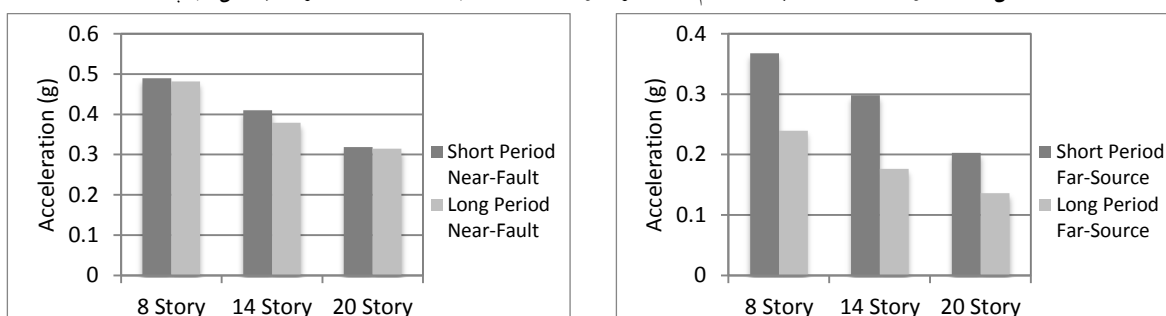 0.6
0.5
0.4
0.3
0.2
0.1
0
Acceleration (g)
8 Story 14 Story 20 Story
Short Period
Near-Fault
Long Period
Near-Fault
0.4
0.3
0.2
0.1
0
Acceleration (g)
8 Story 14 Story 20 Story
Short Period
Far-Source
Long Period
Far-Source